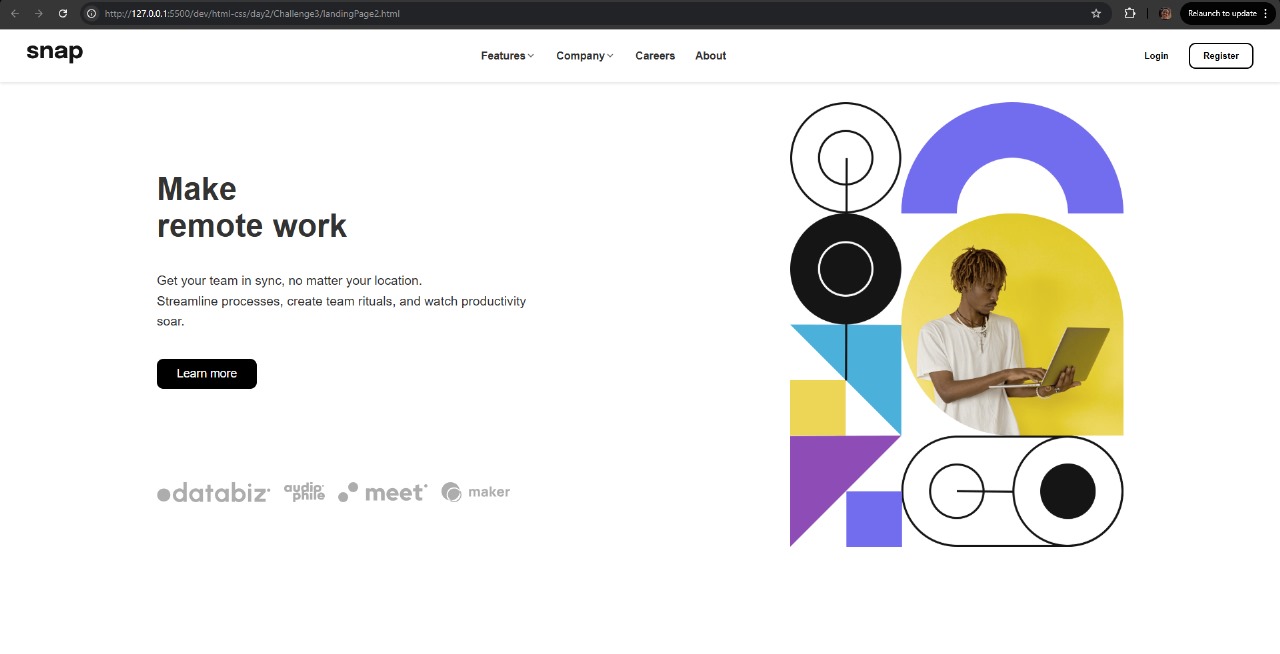 http://127.0.0.1:5500/dev/html-css/day2/Challenge3/landingPage2.html
Relaunch to update
snap
Features
Company
Careers
About
Login
Register
Make
remote work
Get your team in sync, no matter your location.
Streamline processes, create team rituals, and watch productivity
soar.
Learn more
databiz
audio
phile
meet
maker